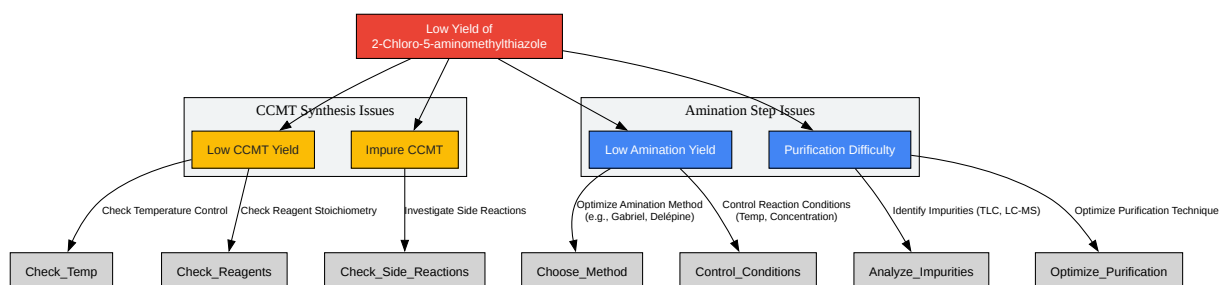 Low Yield of
2-Chloro-5-aminomethylthiazole
CCMT Synthesis Issues
Amination Step Issues
Low CCMT Yield
Impure CCMT
Low Amination Yield
Purification Difficulty
Check Temperature Control
Check Reagent Stoichiometry
Investigate Side Reactions
Optimize Amination Method
(e.g., Gabriel, Delépine)
Control Reaction Conditions
(Temp, Concentration)
Identify Impurities (TLC, LC-MS)
Optimize Purification Technique
Check_Temp
Check_Reagents
Check_Side_Reactions
Choose_Method
Control_Conditions
Analyze_Impurities
Optimize_Purification